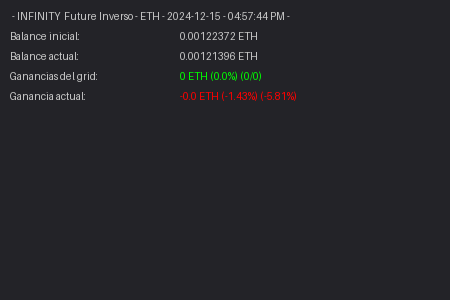 - INFINITY Future Inverso - ETH - 2024-12-15 - 04:57:44 PM -
Balance inicial: 0.00122372 ETH
Balance actual: 0.00121396 ETH
Ganancias del grid: 0 ETH (0.0%) (0/0)
Ganancia actual: -0.0 ETH (-1.43%) (-5.81%)